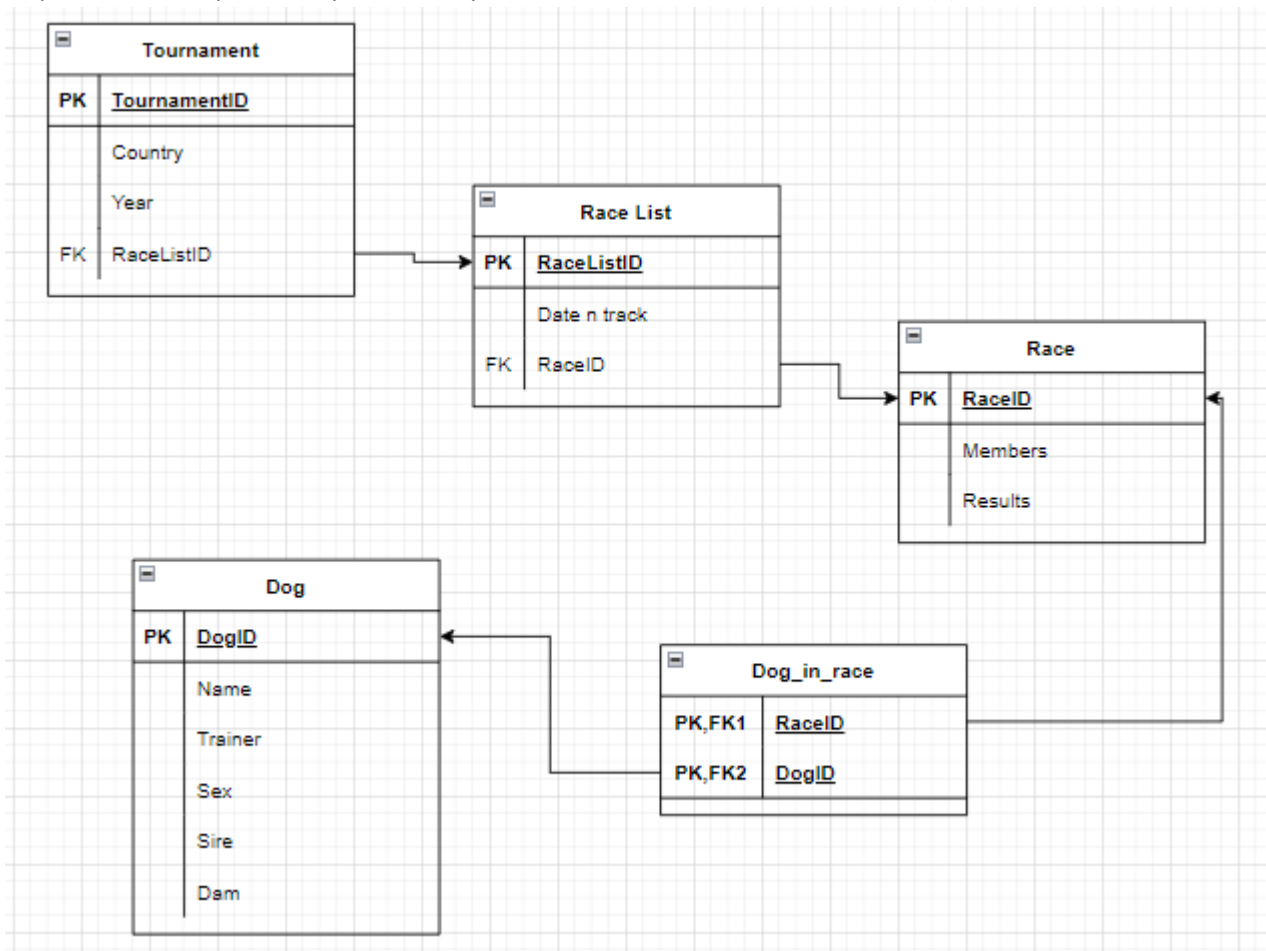 Tournament
PK TournamentID
Country
Year
FK RaceListID
Race List
PK RaceListID
Date n track
FK RaceID
Race
PK RaceID
Members
Results
Dog
PK DogID
Name
Trainer
Sex
Sire
Dam
Dog_in_race
PK,FK1 RaceID
PK,FK2 DogID